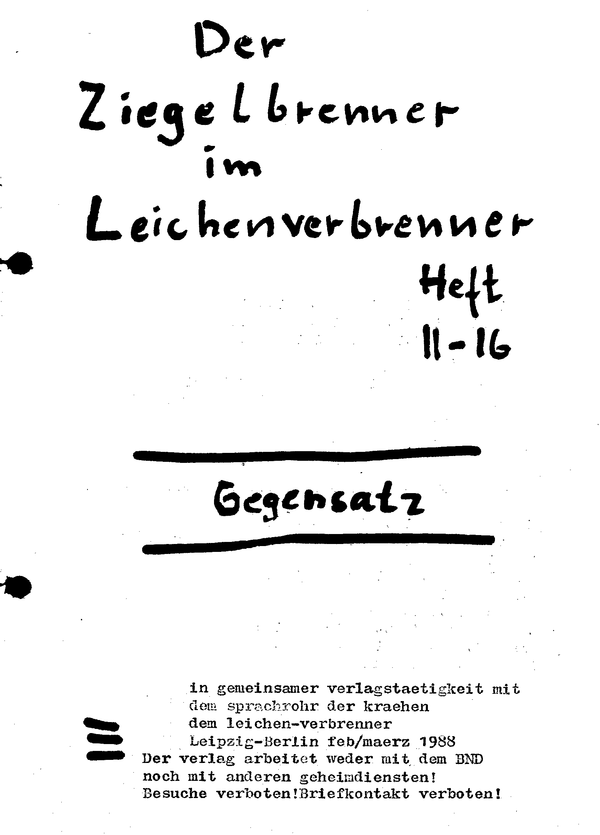 Der
Ziegelbrenner
im
Leichenverbrenner
Heft
11-16
Gegensatz
in gemeinsamer verlagstaetigkeit mit
dem sprachrohr der kraehen
dem leichen-verbrenner
Leipzig-Berlin feb/maerz 1988
Der verlag arbeitet weder mit dem BND
noch mit anderen geheimdiensten!
Besuche verboten!Briefkontakt verboten!